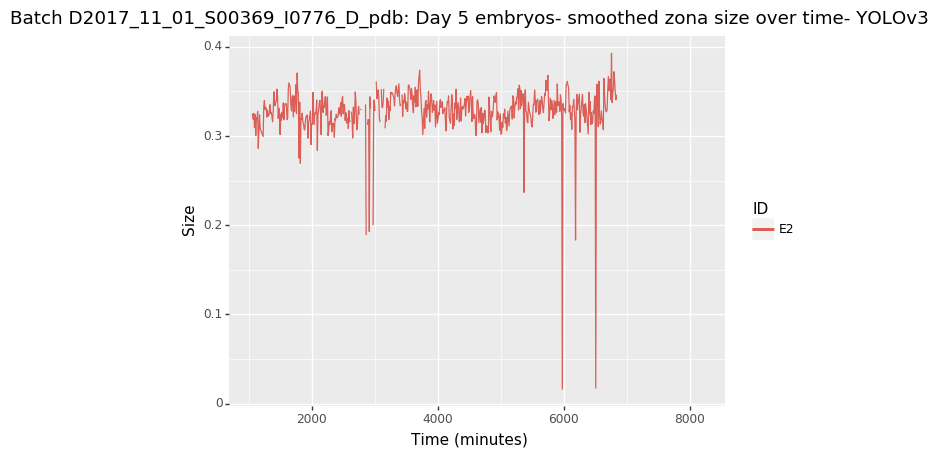 Batch D2017_11_01_S00369_I0776_D_pdb: Day 5 embryos- smoothed zona size over time- YOLOv3
0.4
0.3
0.2
0.1
0
Size
2000
4000
6000
8000
Time (minutes)
ID
E2